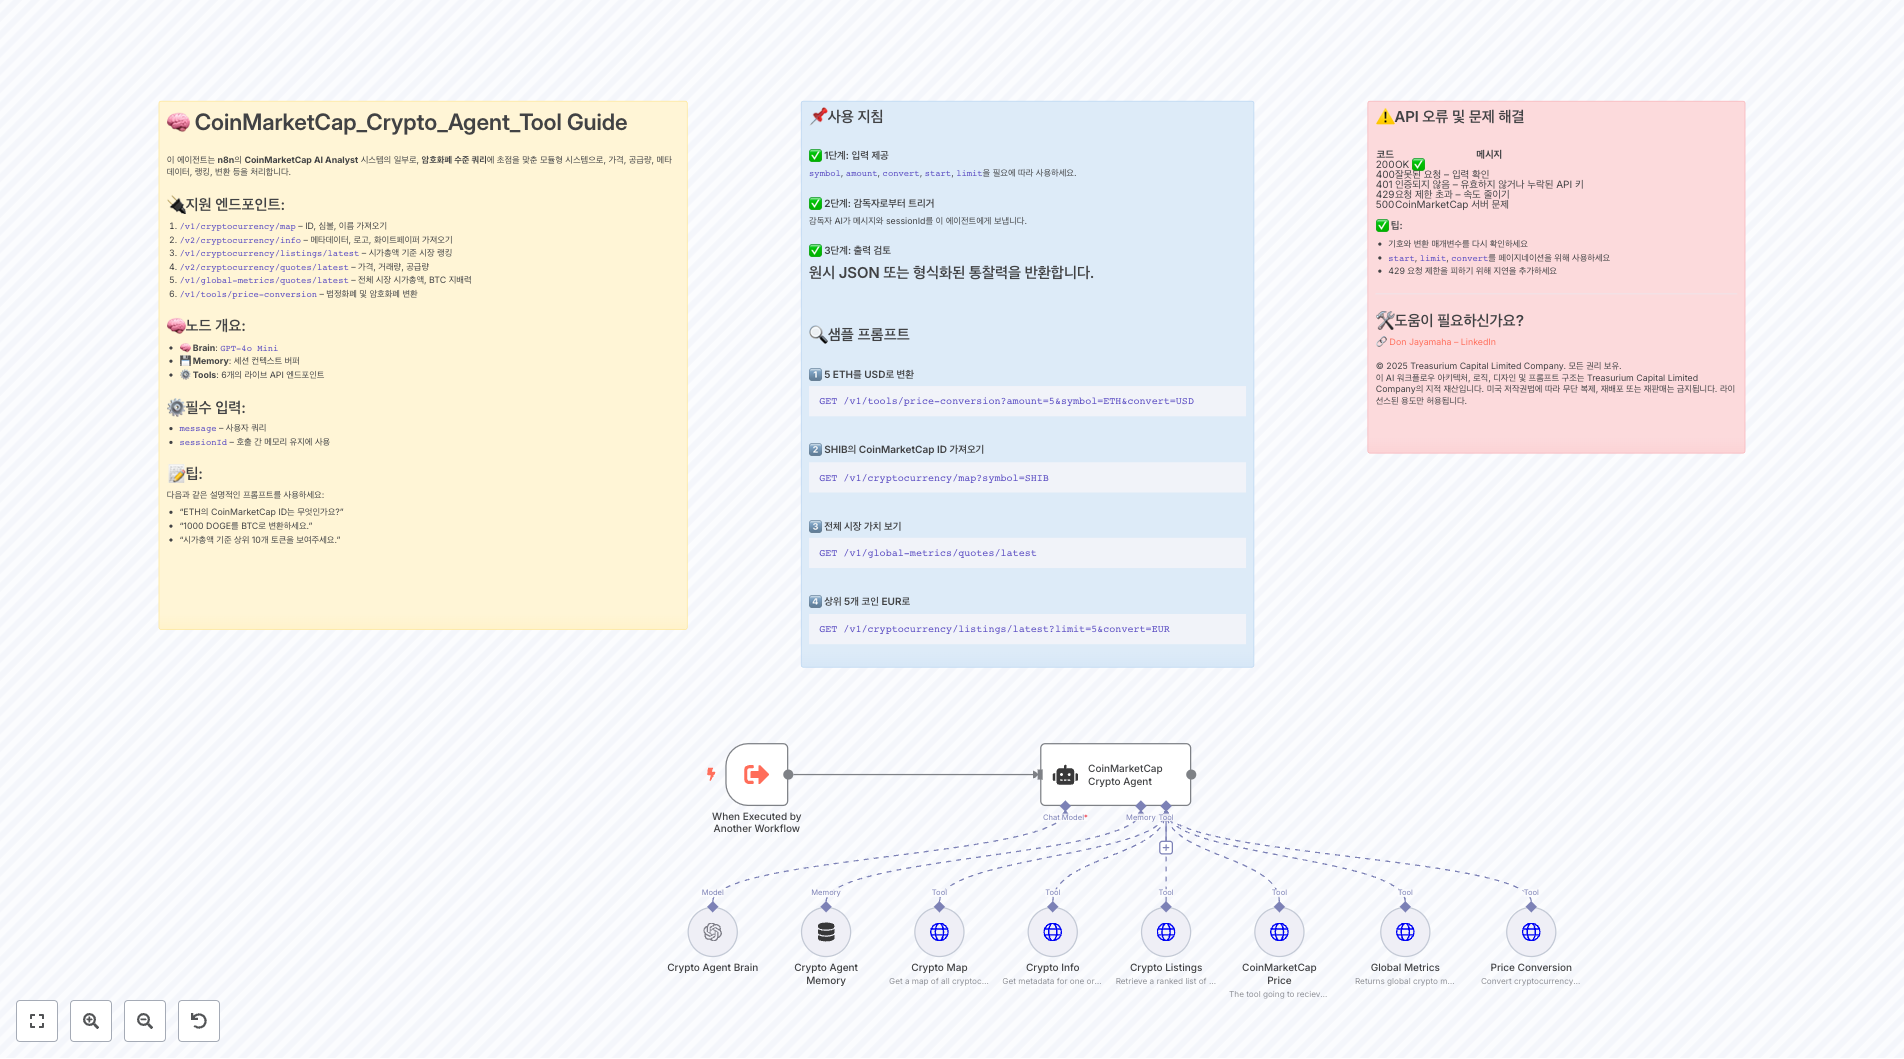 🧠 CoinMarketCap_Crypto_Agent_Tool Guide
이 에이전트는 n8n의 CoinMarketCap AI Analyst 시스템의 일부로, 암호화폐 수준 쿼리에 초점을 맞춘 모듈형 시스템으로, 가격, 공급량, 메타
데이터, 랭킹, 변환 등을 처리합니다.
🔌지원 엔드포인트:
1. /v1/cryptocurrency/map – ID, 심볼, 이름 가져오기
2. /v2/cryptocurrency/info – 메타데이터, 로고, 화이트페이퍼 가져오기
3. /v1/cryptocurrency/listings/latest – 시가총액 기준 시장 랭킹
4. /v2/cryptocurrency/quotes/latest – 가격, 거래량, 공급량
5. /v1/global-metrics/quotes/latest – 전체 시장 시가총액, BTC 지배력
6. /v1/tools/price-conversion – 법정화폐 및 암호화폐 변환
🧠노드 개요:
• 🧠Brain: GPT-4o Mini
• 💾Memory: 세션 컨텍스트 버퍼
• ⚙️Tools: 6개의 라이브 API 엔드포인트
⚙️필수 입력:
• message – 사용자 쿼리
• sessionId – 호출 간 메모리 유지에 사용
📝팁:
다음과 같은 설명적인 프롬프트를 사용하세요:
• “ETH의 CoinMarketCap ID는 무엇인가요?”
• “1000 DOGE를 BTC로 변환하세요.”
• “시가총액 기준 상위 10개 토큰을 보여주세요.”
📌사용 지침
✅ 1단계: 입력 제공
symbol, amount, convert, start, limit을 필요에 따라 사용하세요.
✅ 2단계: 감독자로부터 트리거
감독자 AI가 메시지와 sessionId를 이 에이전트에게 보냅니다.
✅ 3단계: 출력 검토
원시 JSON 또는 형식화된 통찰력을 반환합니다.
🔍샘플 프롬프트
1️⃣ 5 ETH를 USD로 변환
GET /v1/tools/price-conversion?amount=5&symbol=ETH&convert=USD
2️⃣ SHIB의 CoinMarketCap ID 가져오기
GET /v1/cryptocurrency/map?symbol=SHIB
3️⃣ 전체 시장 가치 보기
GET /v1/global-metrics/quotes/latest
4️⃣ 상위 5개 코인 EUR로
GET /v1/cryptocurrency/listings/latest?limit=5&convert=EUR
⚠️API 오류 및 문제 해결
코드 메시지
200OK ✅
400잘못된 요청 – 입력 확인
401 인증되지 않음 – 유효하지 않거나 누락된 API 키
429요청 제한 초과 – 속도 줄이기
500CoinMarketCap 서버 문제
✅팁:
• 기호와 변환 매개변수를 다시 확인하세요
• start, limit, convert를 페이지네이션을 위해 사용하세요
• 429 요청 제한을 피하기 위해 지연을 추가하세요
🛠️도움이 필요하신가요?
🔗 Don Jayamaha – LinkedIn
© 2025 Treasurium Capital Limited Company. 모든 권리 보유.
이 AI 워크플로우 아키텍처, 로직, 디자인 및 프롬프트 구조는 Treasurium Capital Limited
Company의 지적 재산입니다. 미국 저작권법에 따라 무단 복제, 재배포 또는 재판매는 금지됩니다. 라이
선스된 용도만 허용됩니다.
When Executed by
Another Workflow
CoinMarketCap
Crypto Agent
Chat Model*
Memory
Tool
Model
Memory
Tool
Tool
Tool
Tool
Tool
Tool
Crypto Agent Brain
Crypto Agent
Memory
Crypto Map
Get a map of all cryptoc...
Crypto Info
Get metadata for one or...
Crypto Listings
Retrieve a ranked list of ...
CoinMarketCap
Price
The tool going to reciev...
Global Metrics
Returns global crypto m...
Price Conversion
Convert cryptocurrency...